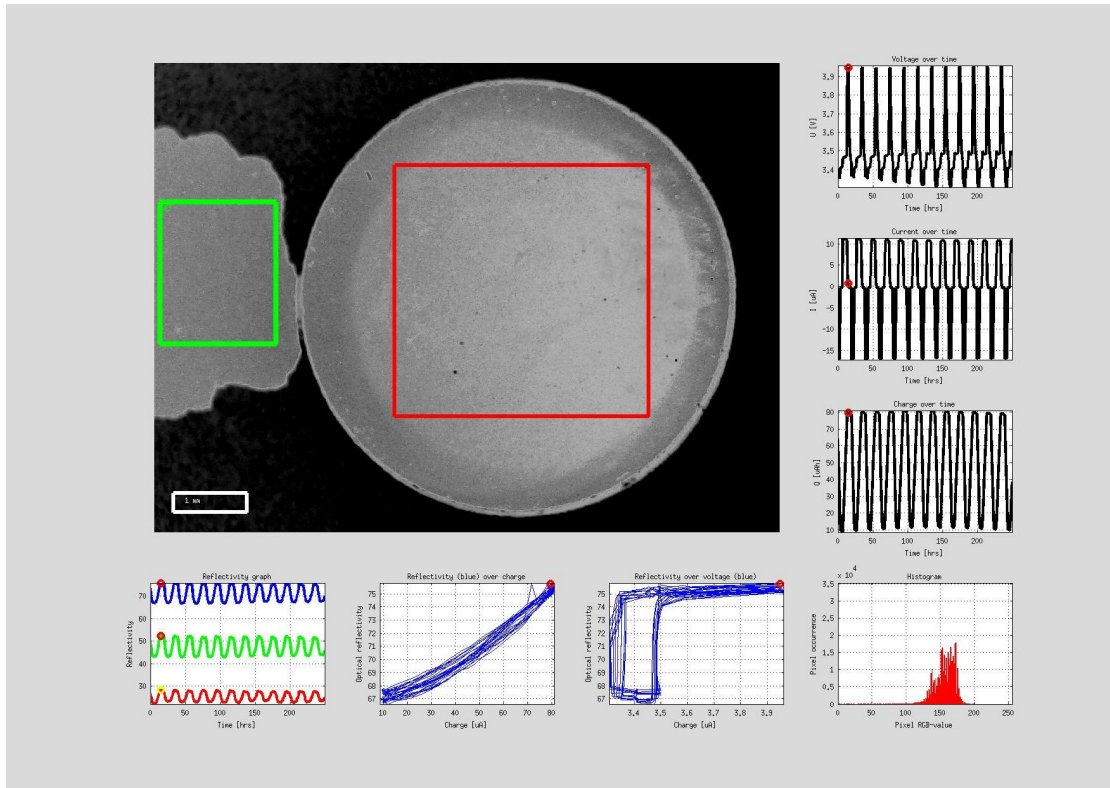 Voltage over time
3.9
3.8
3.7
3.6
3.5
3.4
U [V]
0 50 100 150 200
Time [hrs]
Current over time
10
5
0
-5
-10
-15
I [uA]
0 50 100 150 200
Time [hrs]
1 mm
Charge over time
80
70
60
50
40
30
20
10
Q [uAh]
0 50 100 150 200
Time [hrs]
Reflectivity graph
70
60
50
40
30
Reflectivity
0 50 100 150 200
Time [hrs]
Reflectivity (blue) over charge
75
74
73
72
71
70
69
68
67
Optical reflectivity
10 20 30 40 50 60 70 80
Charge [uA]
Reflectivity over voltage (blue)
75
74
73
72
71
70
69
68
67
Optical reflectivity
3,4 3,5 3,6 3,7 3,8 3,9
Charge [uA]
Histogram
x 10⁴
3,5
3
2,5
2
1,5
1
0,5
0
Pixel occurrence
0 50 100 150 200 250
Pixel RGB-value